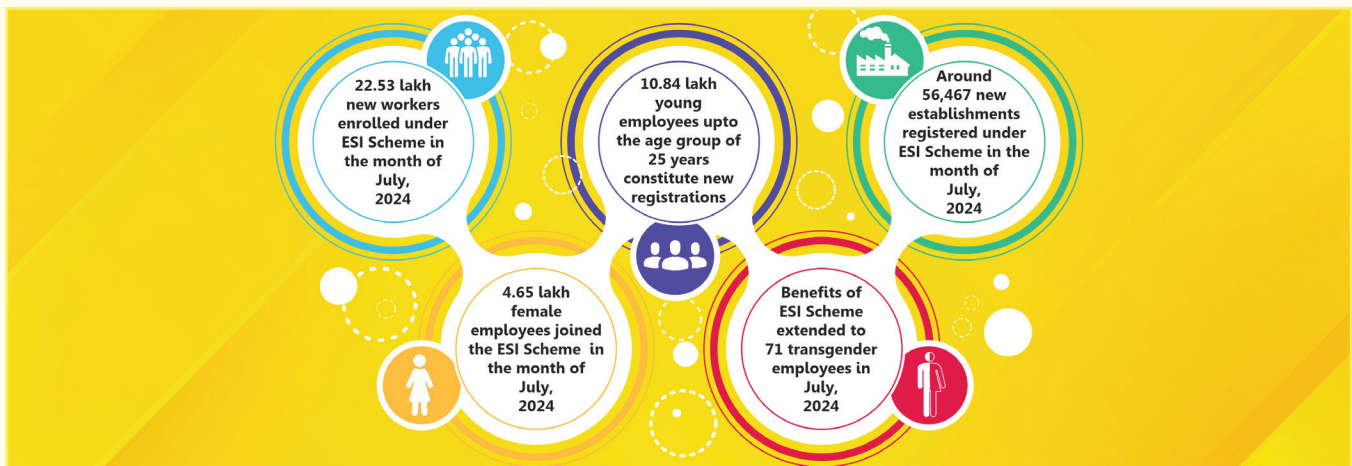 22.53 lakh
new workers
enrolled under
ESI Scheme in
the month of
July,
2024
4.65 lakh
female
employees joined
the ESI Scheme in
the month of
July,
2024
10.84 lakh
young
employees upto
the age group of
25 years
constitute new
registrations
Benefits of
ESI Scheme
extended to
71 transgender
employees in
July,
2024
Around
56,467 new
establishments
registered under
ESI Scheme in the
month of
July,
2024